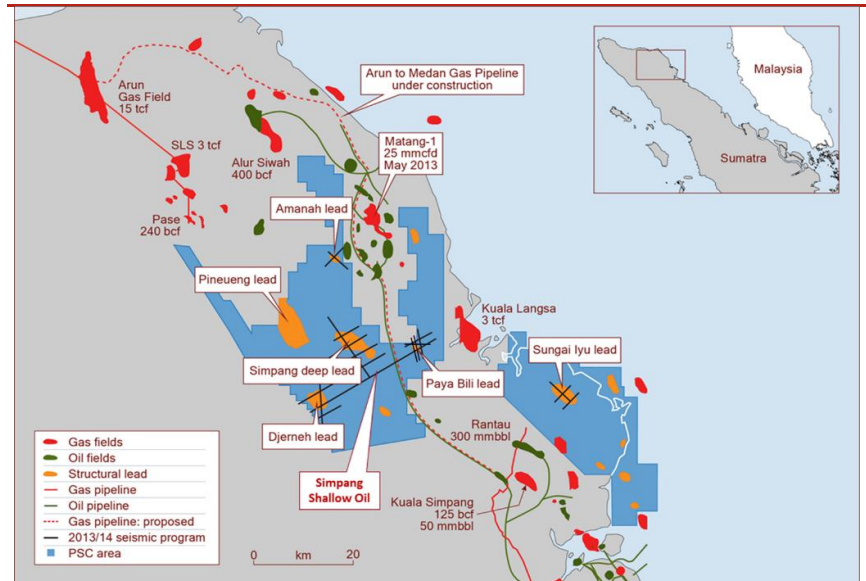 Arun
Gas Field
15 tcf
Arun to Medan Gas Pipeline
under construction
Malaysia
Sumatra
SLS 3 tcf
Alur Siwah
400 bcf
Matang-1
25 mmcfd
May 2013
Pase
240 bcf
Amanah lead
Pineueng lead
Kuala Langsa
3 tcf
Simpang deep lead
Sungai Iyu lead
Paya Bili lead
Djerneh lead
Rantau
300 mmbbl
Simpang
Shallow Oil
Kuala Simpang
125 bcf
50 mmbbl
Gas fields
Oil fields
Structural lead
Gas pipeline
Oil pipeline
Gas pipeline: proposed
2013/14 seismic program
PSC area
0 20
km